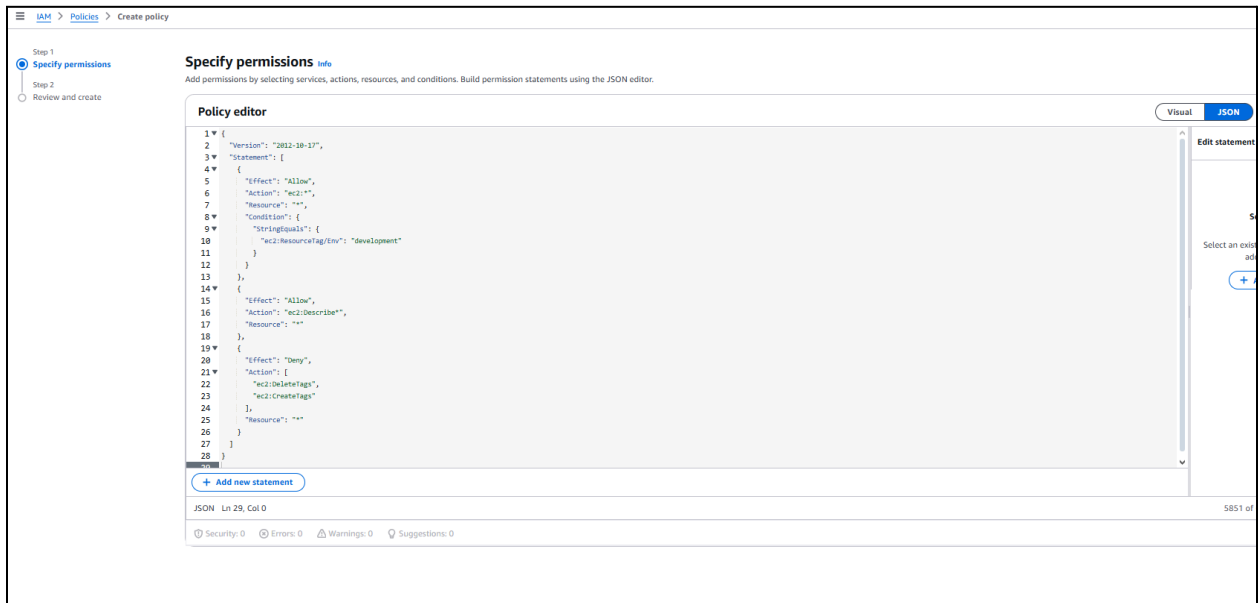 IAM > Policies > Create policy
Step 1
Specify permissions
Step 2
Review and create
Specify permissions Info
Add permissions by selecting services, actions, resources, and conditions. Build permission statements using the JSON editor.
Policy editor
Visual JSON
1 {
2 "Version": "2012-10-17",
3 "Statement": [
4 {
5 "Effect": "Allow",
6 "Action": "ec2:*",
7 "Resource": "*",
8 "Condition": {
9 "StringEquals": {
10 "ec2:ResourceTag/Env": "development"
11 }
12 }
13 },
14 {
15 "Effect": "Allow",
16 "Action": "ec2:Describe*",
17 "Resource": "*"
18 },
19 {
20 "Effect": "Deny",
21 "Action": [
22 "ec2:DeleteTags",
23 "ec2:CreateTags"
24 ],
25 "Resource": "*"
26 }
27 ]
28 }
29
Edit statement
Select an exist
+ Add new statement
JSON Ln 29, Col 0
5851 of
Security: 0 Errors: 0 Warnings: 0 Suggestions: 0